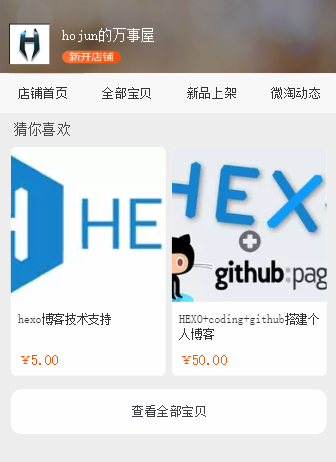 hojun的万事屋
新开店铺
店铺首页 全部宝贝 新品上架 微淘动态
猜你喜欢
HE
HEX
github:pag
hexo博客技术支持
¥5.00
HEXO+coding+github搭建个
人博客
¥50.00
查看全部宝贝